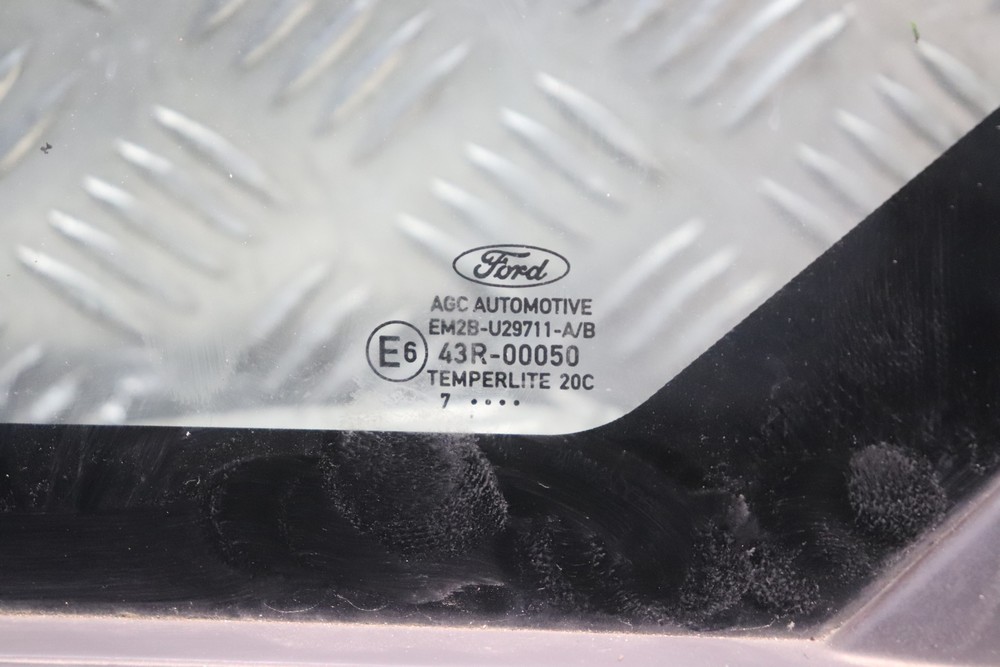 Ford
AGC AUTOMOTIVE
EM2B-U29711-A/B
E6 43R-00050
TEMPERLITE 20C
7 ••••